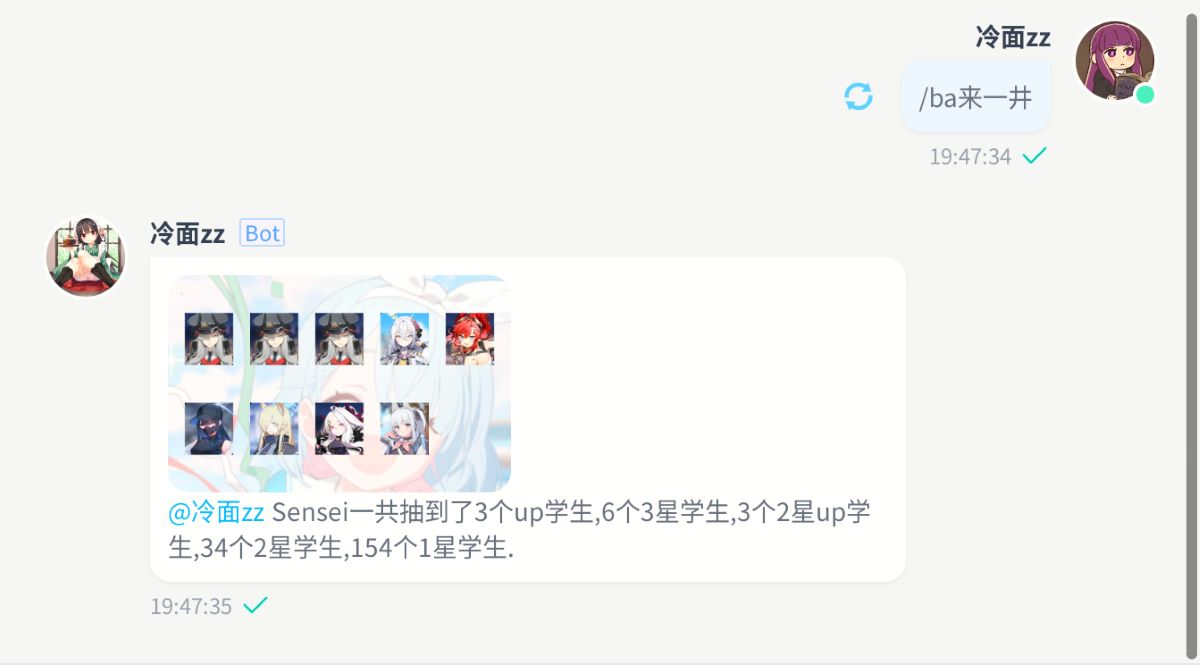 冷面zz
/ba来一井
19:47:34
冷面zz Bot
@冷面zz Sensei一共抽到了3个up学生,6个3星学生,3个2星up学
生,34个2星学生,154个1星学生.
19:47:35